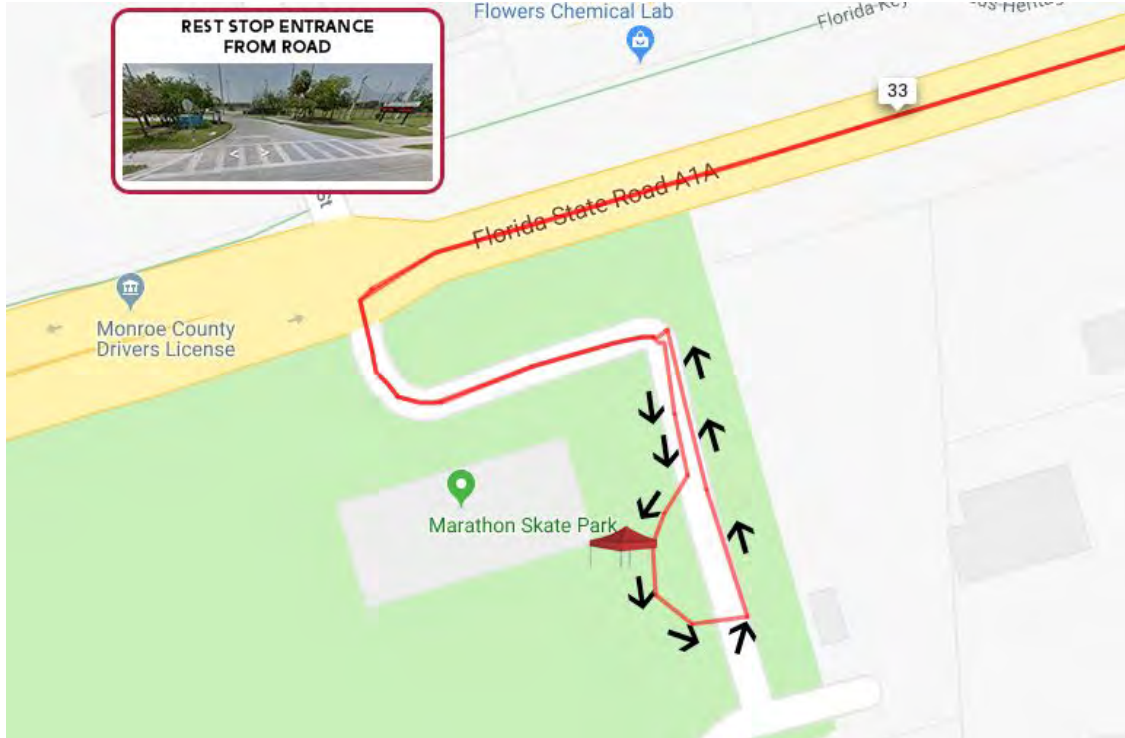 REST STOP ENTRANCE
FROM ROAD
Flowers Chemical Lab
33
Florida State Road A1A
St
Monroe County
Drivers License
Marathon Skate Park